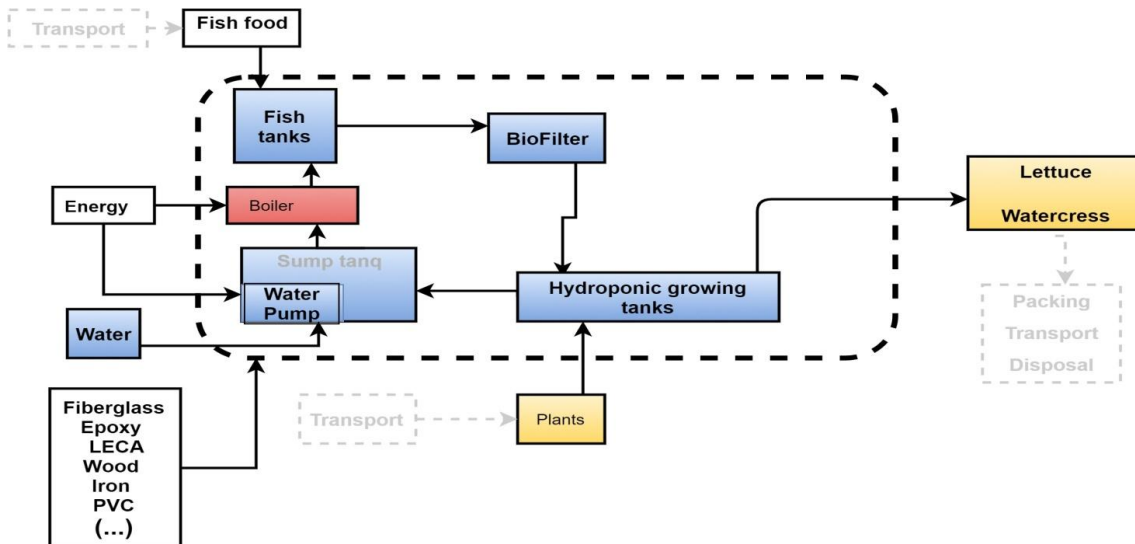 Transport
Fish food
Fish
tanks
BioFilter
Lettuce
Watercress
Energy
Boiler
Sump tanq
Water
Pump
Hydroponic growing
tanks
Water
Packing
Transport
Disposal
Fiberglass
Epoxy
LECA
Wood
Iron
PVC
(...)
Transport
Plants